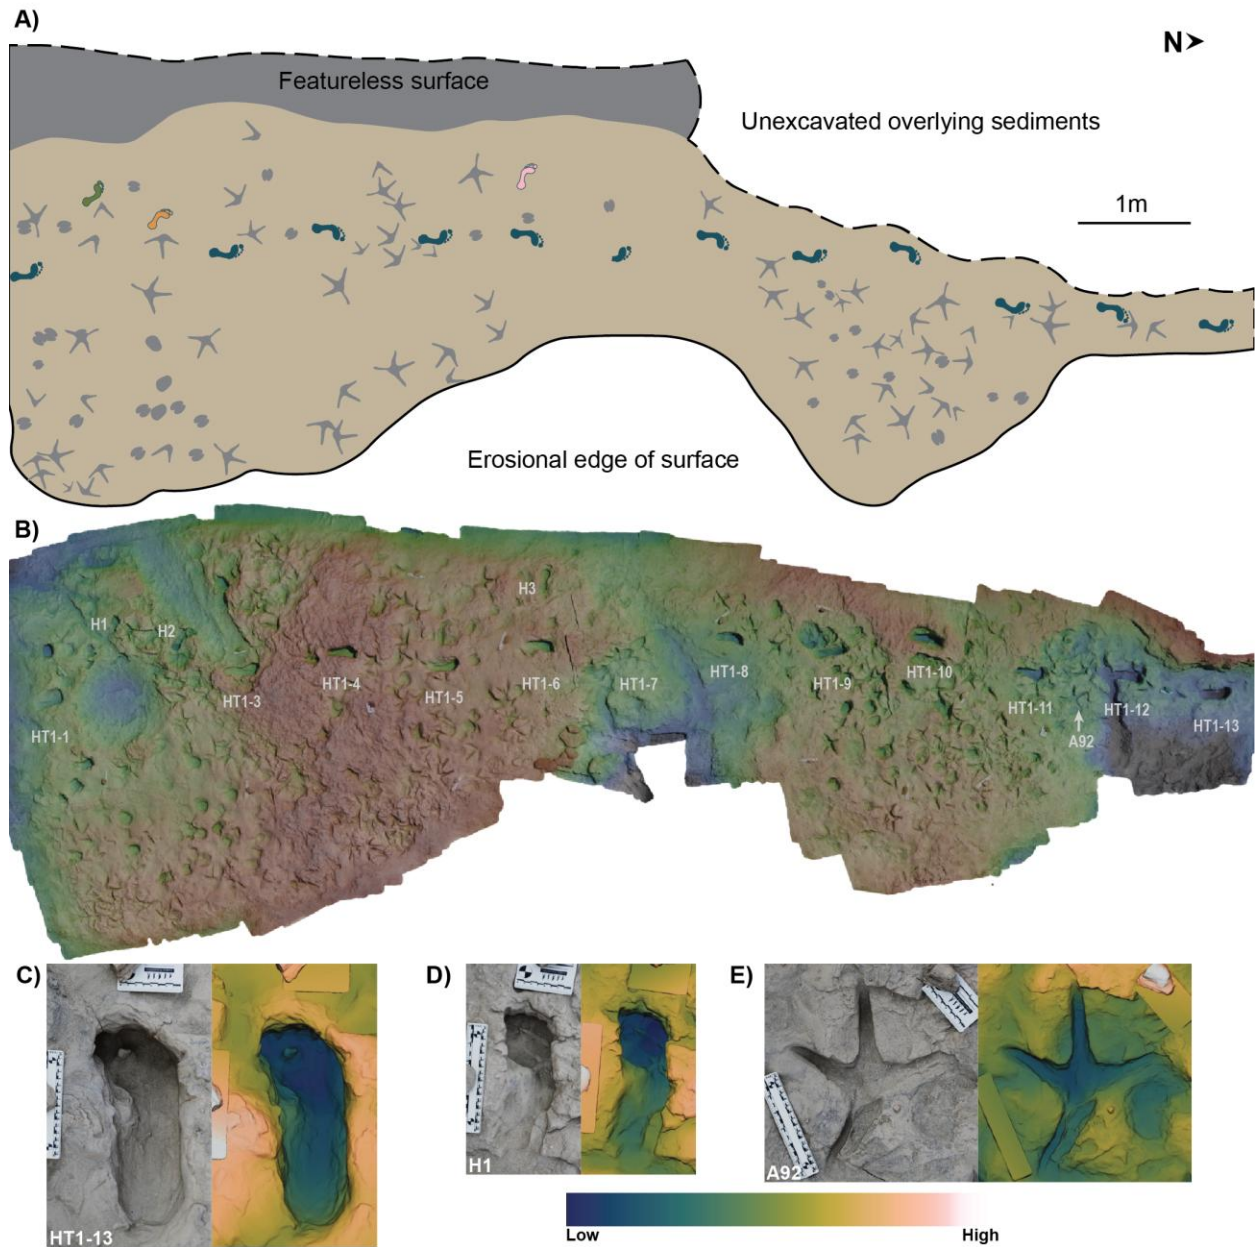 A)
N
Featureless surface
Unexcavated overlying sediments
1m
Erosional edge of surface
B)
H3
H1
H2
HT1-3
HT1-4
HT1-5
HT1-6
HT1-7
HT1-8
HT1-9
HT1-10
HT1-11
HT1-12
HT1-13
HT1-1
A92
C)
D)
E)
HT1-13
H1
A92
Low
High